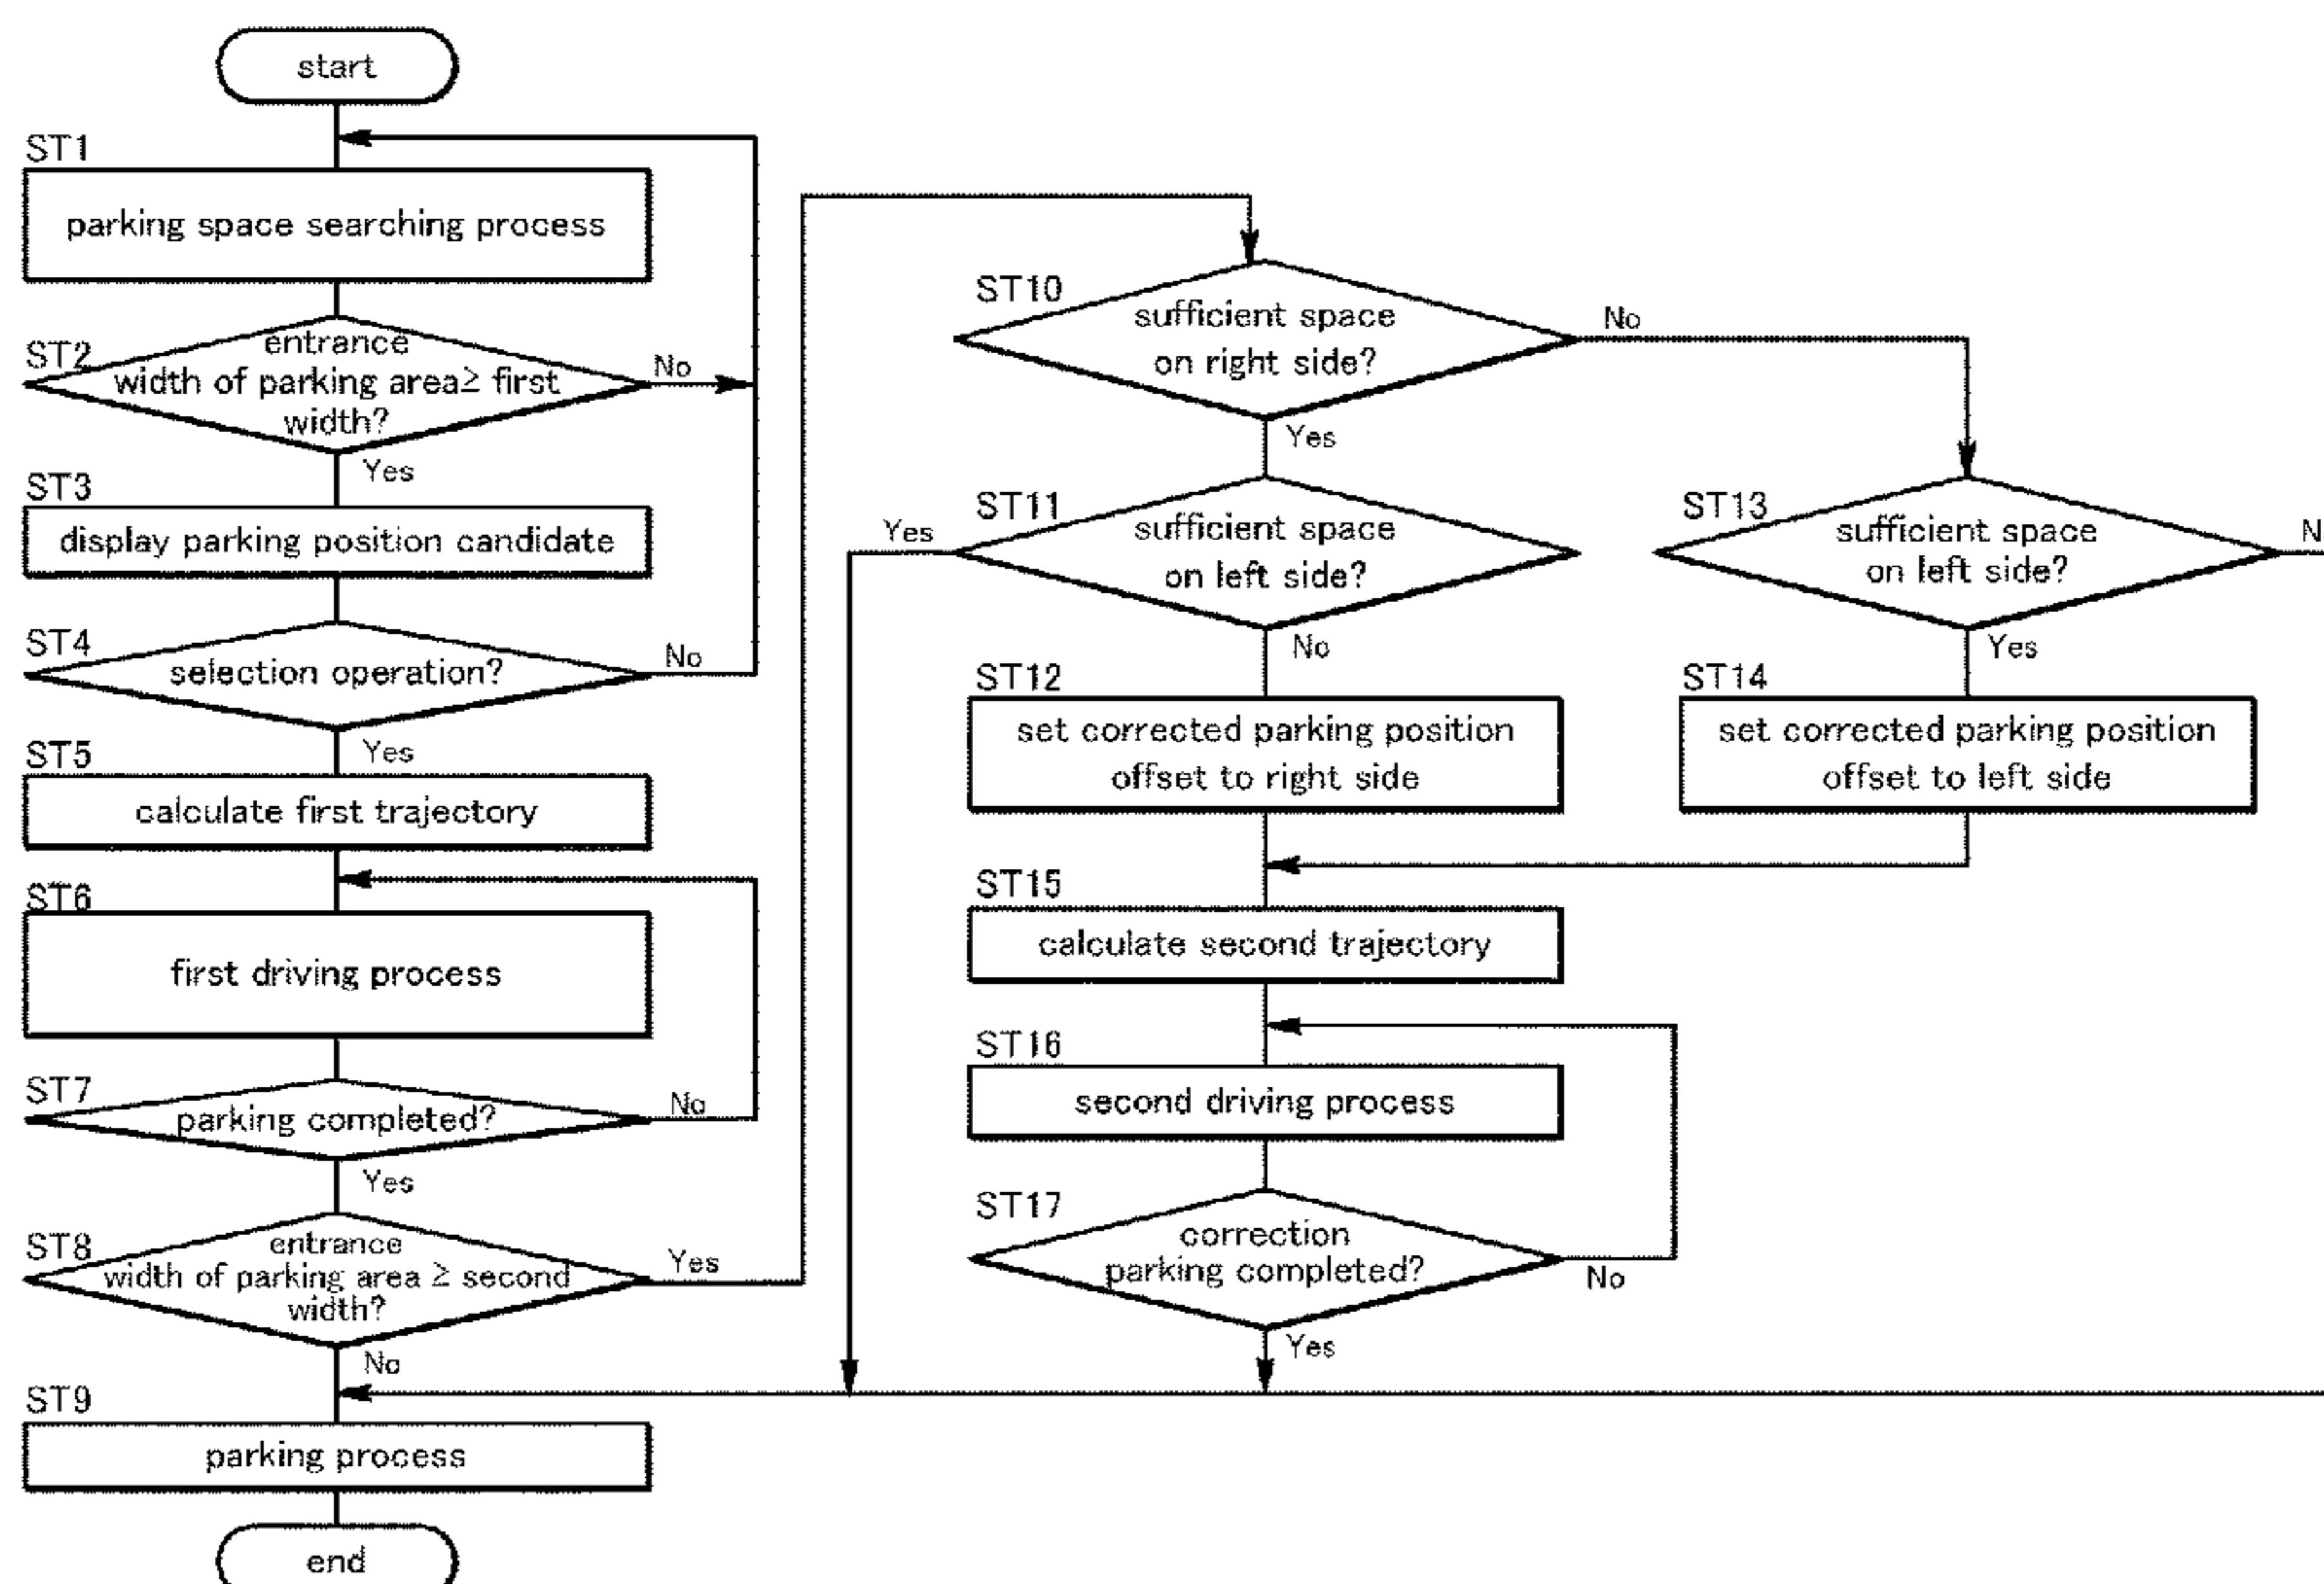 start
ST1
parking space searching process
ST2
entrance
width of parking area≥ first
width?
No
Yes
ST3
display parking position candidate
ST4
selection operation?
No
Yes
ST5
calculate first trajectory
ST6
first driving process
ST7
parking completed?
No
Yes
ST8
entrance
width of parking area ≥ second
width?
Yes
No
ST9
parking process
end
ST10
sufficient space
on right side?
No
Yes
ST11
sufficient space
on left side?
Yes
No
ST12
set corrected parking position
offset to right side
ST13
sufficient space
on left side?
N
Yes
ST14
set corrected parking position
offset to left side
ST15
calculate second trajectory
ST16
second driving process
ST17
correction
parking completed?
No
Yes